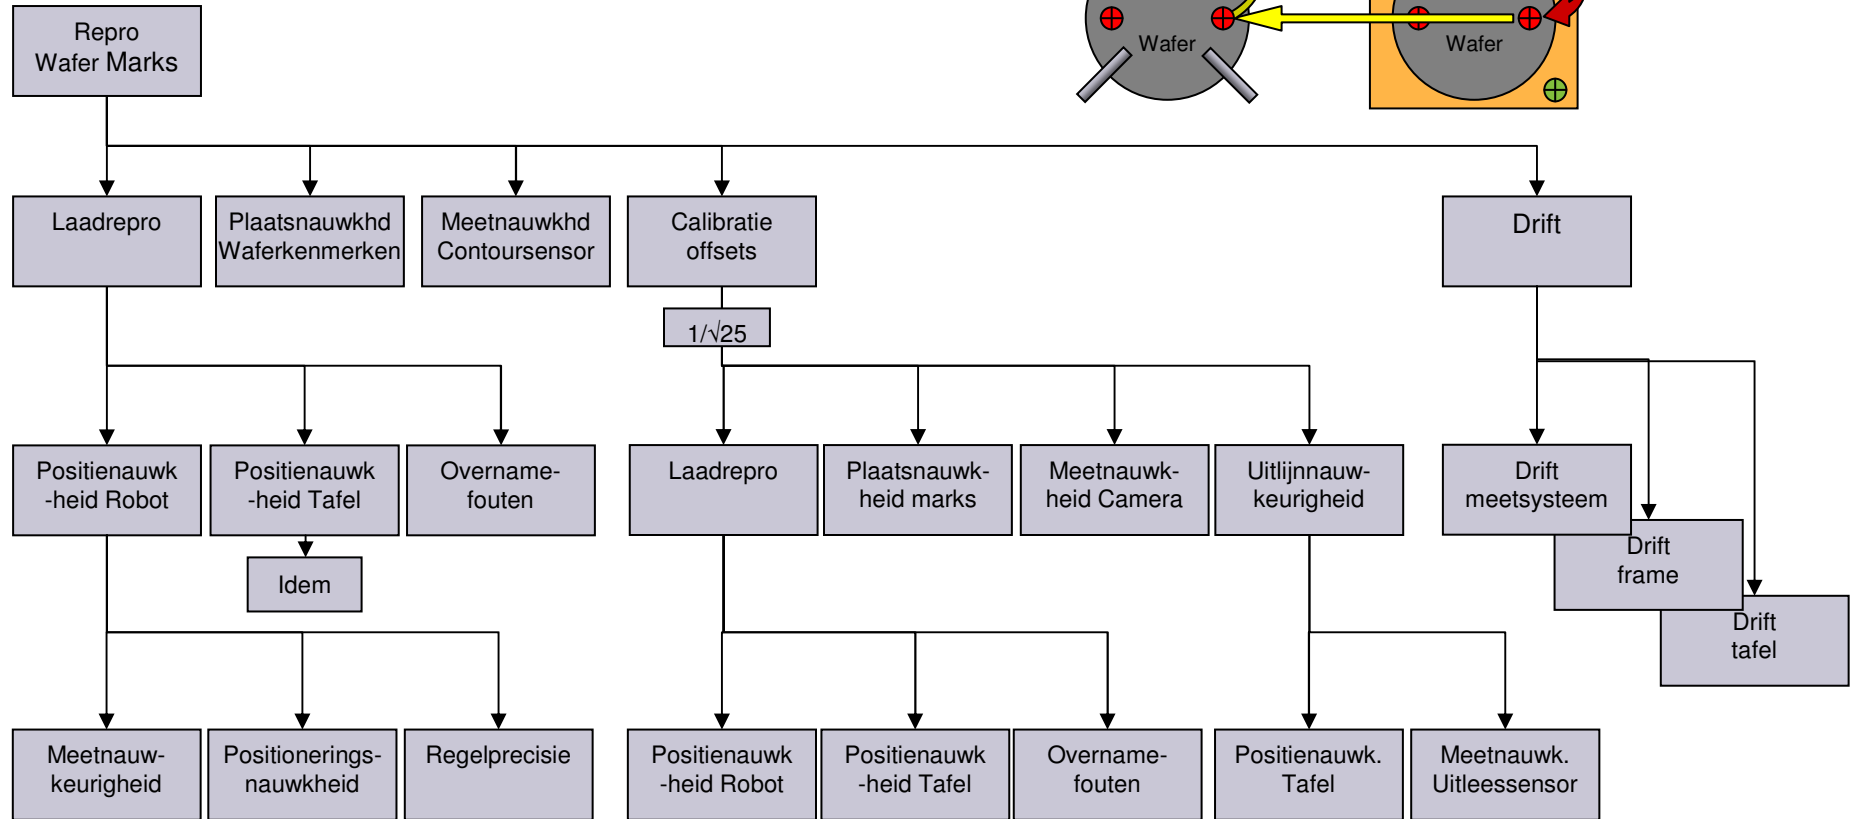 Repro
Wafer Marks
Wafer
Wafer
Laadrepro
Plaatsnauwkhd
Waferkenmerken
Meetnauwkhd
Contoursensor
Calibratie
offsets
Drift
1/√25
Positienauwk
-heid Robot
Positienauwk
-heid Tafel
Overname-
fouten
Laadrepro
Plaatsnauwk-
heid marks
Meetnauwk-
heid Camera
Uitlijnnauw-
keurigheid
Drift
meetsysteem
Drift
frame
Drift
tafel
Idem
Meetnauw-
keurigheid
Positionerings-
nauwkheid
Regelprecisie
Positienauwk
-heid Robot
Positienauwk
-heid Tafel
Overname-
fouten
Positienauwk.
Tafel
Meetnauwk.
Uitleessensor